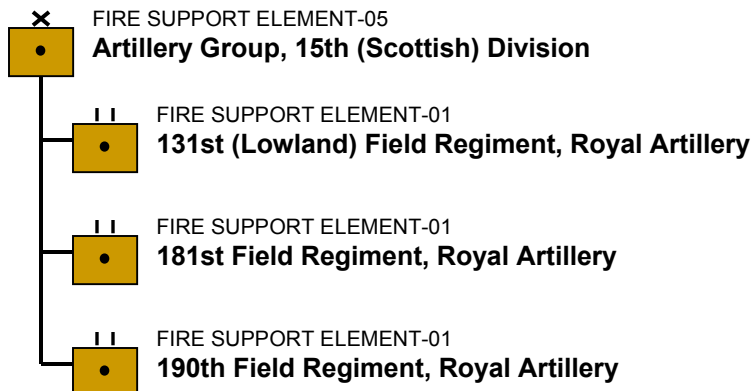 FIRE SUPPORT ELEMENT-05
Artillery Group, 15th (Scottish) Division
FIRE SUPPORT ELEMENT-01
131st (Lowland) Field Regiment, Royal Artillery
FIRE SUPPORT ELEMENT-01
181st Field Regiment, Royal Artillery
FIRE SUPPORT ELEMENT-01
190th Field Regiment, Royal Artillery